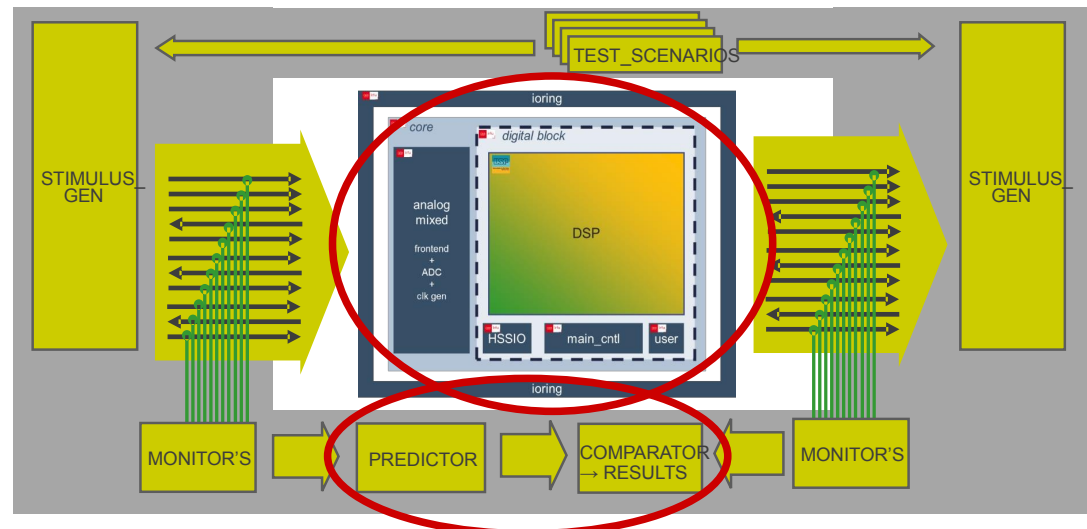 TEST_SCENARIOS
STIMULUS_
GEN
ioring
core
digital block
analog
mixed
frontend
+
ADC
+
clk gen
DSP
HSSIO
main_cntl
user
ioring
STIMULUS_
GEN
MONITOR'S
PREDICTOR
COMPARATOR
→ RESULTS
MONITOR'S